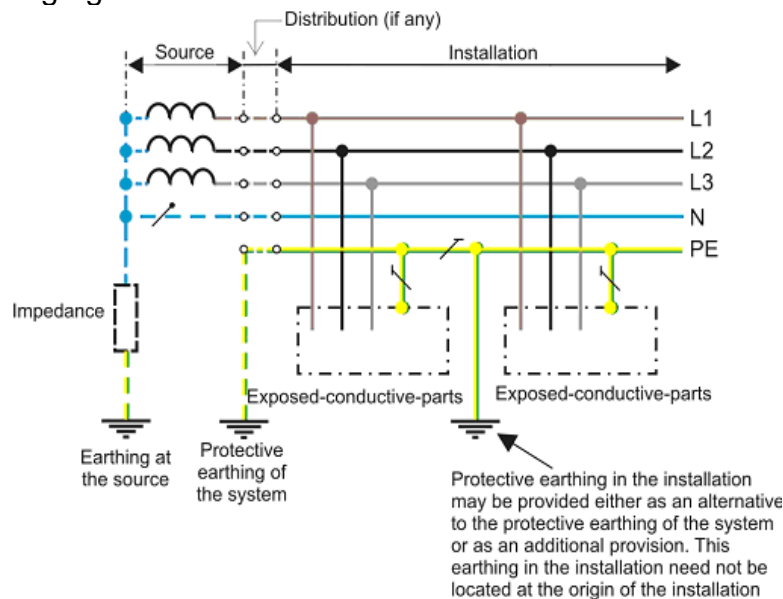 Distribution (if any)
Source
Installation
L1
L2
L3
N
PE
Impedance
Exposed-conductive-parts
Exposed-conductive-parts
Earthing at
the source
Protective
earthing of
the system
Protective earthing in the installation
may be provided either as an alternative
to the protective earthing of the system
or as an additional provision. This
earthing in the installation need not be
located at the origin of the installation